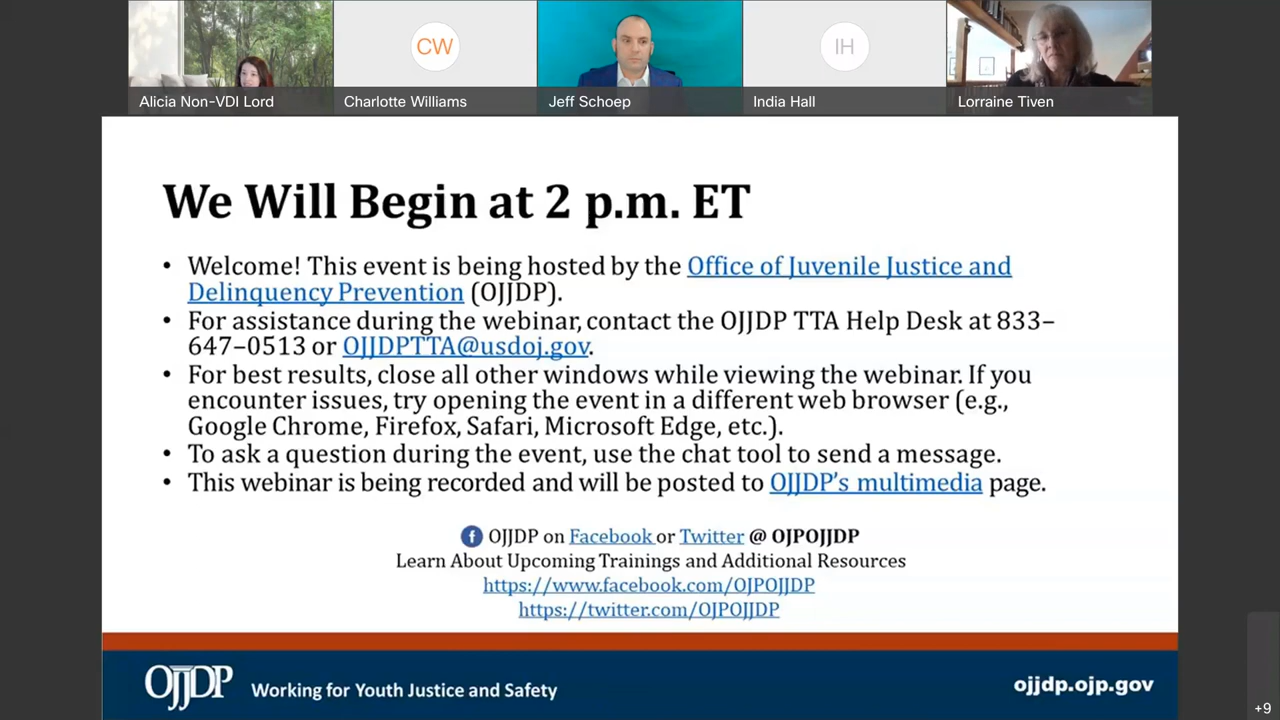 CW
IH
Alicia Non-VDI Lord
Charlotte Williams
Jeff Schoep
India Hall
Lorraine Tiven
We Will Begin at 2 p.m. ET
• Welcome! This event is being hosted by the Office of Juvenile Justice and
Delinquency Prevention (OJJDP).
• For assistance during the webinar, contact the OJJDP TTA Help Desk at 833–
647–0513 or OJJDPTTA@usdoj.gov.
• For best results, close all other windows while viewing the webinar. If you
encounter issues, try opening the event in a different web browser (e.g.,
Google Chrome, Firefox, Safari, Microsoft Edge, etc.).
• To ask a question during the event, use the chat tool to send a message.
• This webinar is being recorded and will be posted to OJJDP's multimedia page.
OJJDP on Facebook or Twitter @ OJPOJJDP
Learn About Upcoming Trainings and Additional Resources
https://www.facebook.com/OJPOJJDP
https://twitter.com/OJPOJJDP
OJJDP Working for Youth Justice and Safety
ojjdp.ojp.gov
+9